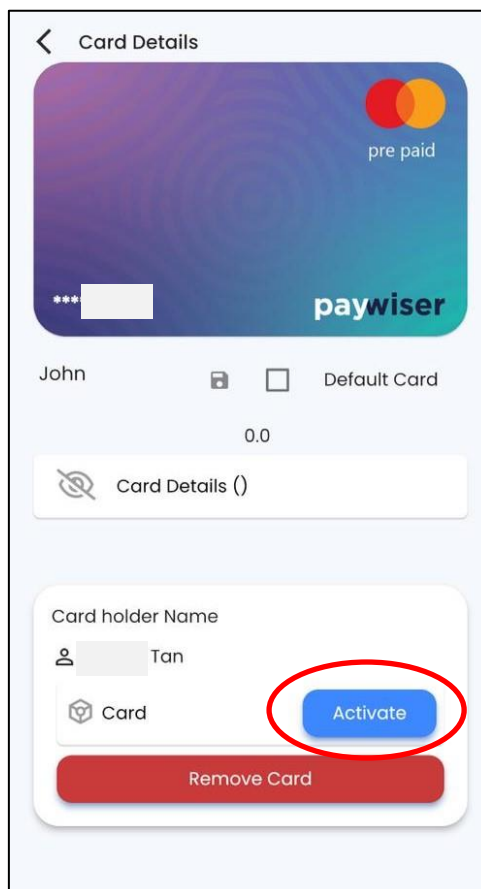 Card Details
pre paid
***
paywiser
John Default Card
0.0
Card Details ()
Card holder Name
Tan
Card Activate
Remove Card